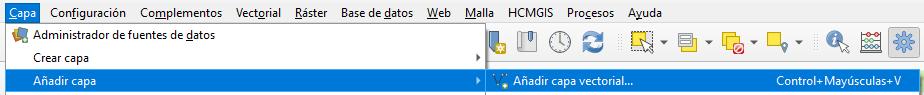 Capa Configuración Complementos Vectorial Ráster Base de datos Web Malla HCMGIS Procesos Ayuda
Administrador de fuentes de datos
Crear capa
Añadir capa Añadir capa vectorial... Control+Mayúsculas+V